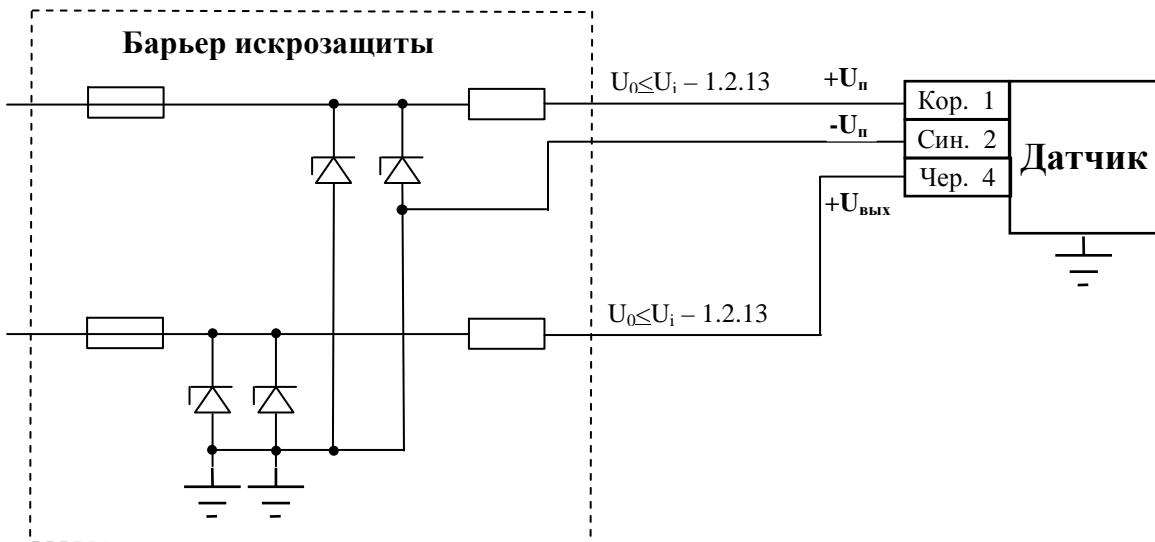 Барьер искрозащиты
U₀≤Uᵢ – 1.2.13
+Uп
Кор. 1
-Uп
Син. 2
Датчик
Чер. 4
+Uвых
U₀≤Uᵢ – 1.2.13